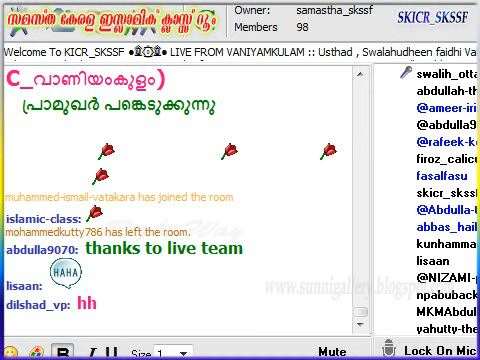 സമസ്ത കേരള ഇസ്ലാമിക് ക്ലാസ്സ് റൂം
Owner: samastha_skssf
Members 98
SKICR_SKSSF
Welcome To KICR_SKSSF ●۩۞۩● LIVE FROM VANIYAMKULAM :: Usthad , Swalahudheen faidhi Va
C_വാണിയംകുളം)
പ്രാമുഖർ പങ്കെടുക്കുന്നു
muhammed-ismail-vatakara has joined the room
islamic-class:
mohammedkutty786 has left the room.
abdulla9070: thanks to live team
HAHA
lisaan:
dilshad_vp: hh
www.sunnigallery.blogspot.com
swalih_otta
abdullah-th
@ameer-iri
@abdulla9
@rafeek-k
firoz_calicu
fasalfasu
skicr_skssf
@Abdulla-t
abbas_hail
kunhamma
lisaan
@NIZAMI-p
npabuback
MKMAbdul
yahutty-the
B I U Size 1
Mute
Lock On Mic